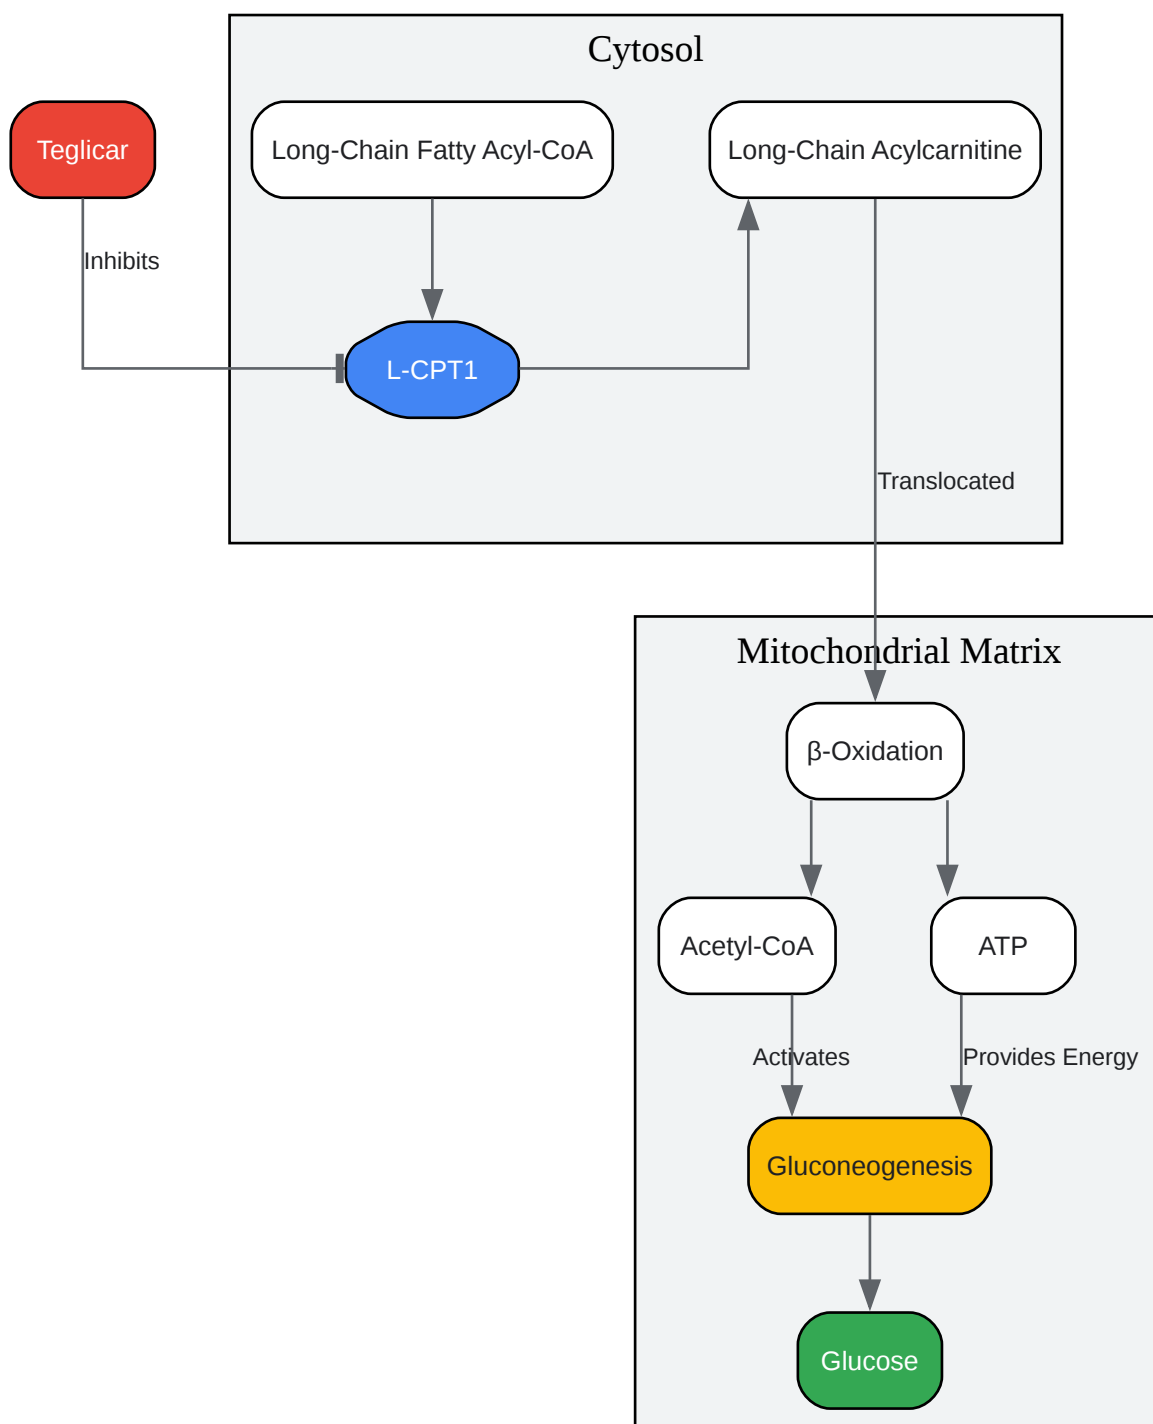 Cytosol
Teglicar
Long-Chain Fatty Acyl-CoA
Long-Chain Acylcarnitine
Inhibits
L-CPT1
Translocated
Mitochondrial Matrix
β-Oxidation
Acetyl-CoA
ATP
Activates
Provides Energy
Gluconeogenesis
Glucose